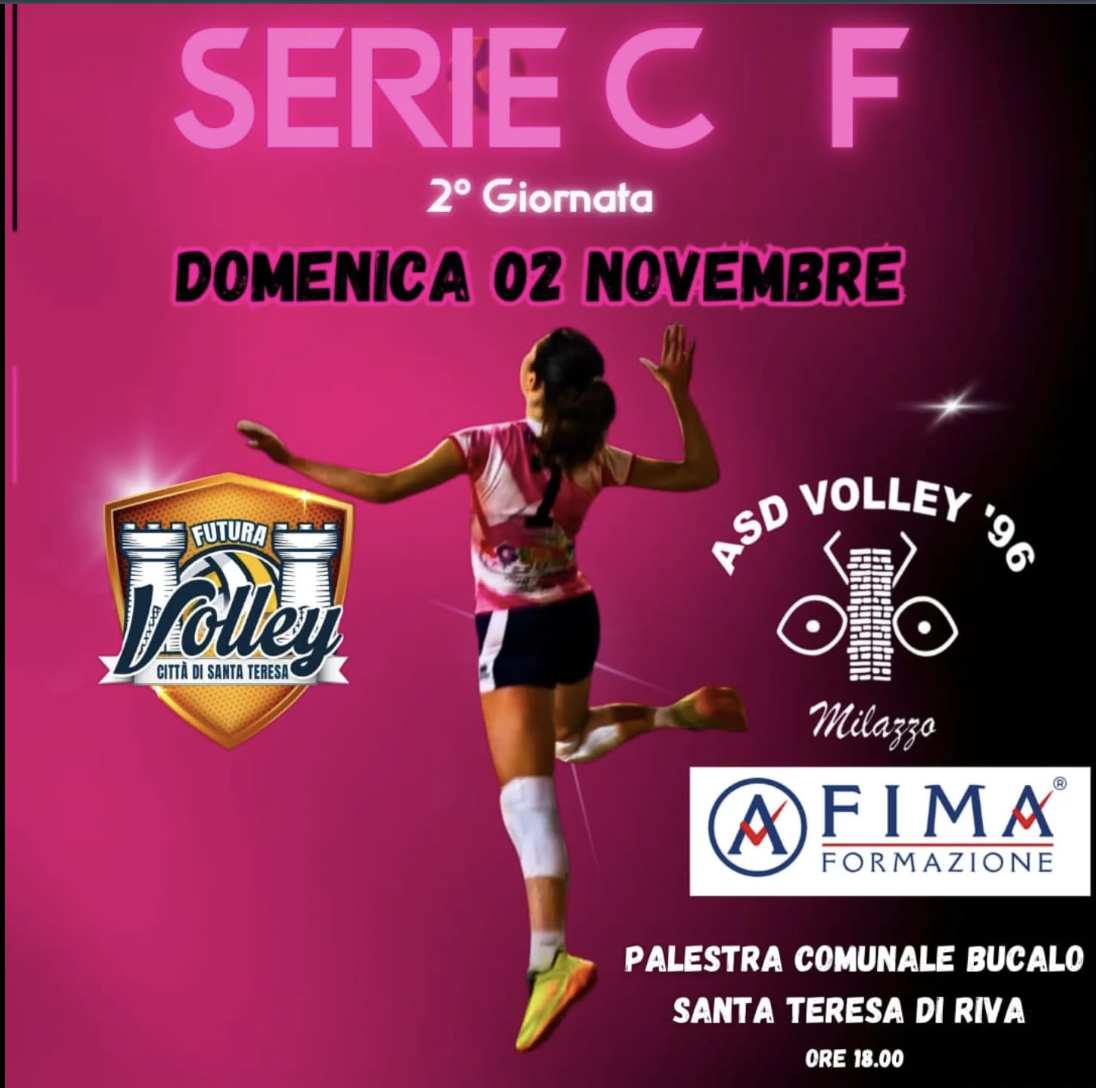 SERIE C F
2° Giornata
DOMENICA 02 NOVEMBRE
FUTURA
Volley
CITTÀ DI SANTA TERESA
ASD VOLLEY '96
Milazzo
FIMA®
FORMAZIONE
PALESTRA COMUNALE BUCALO
SANTA TERESA DI RIVA
ORE 18.00